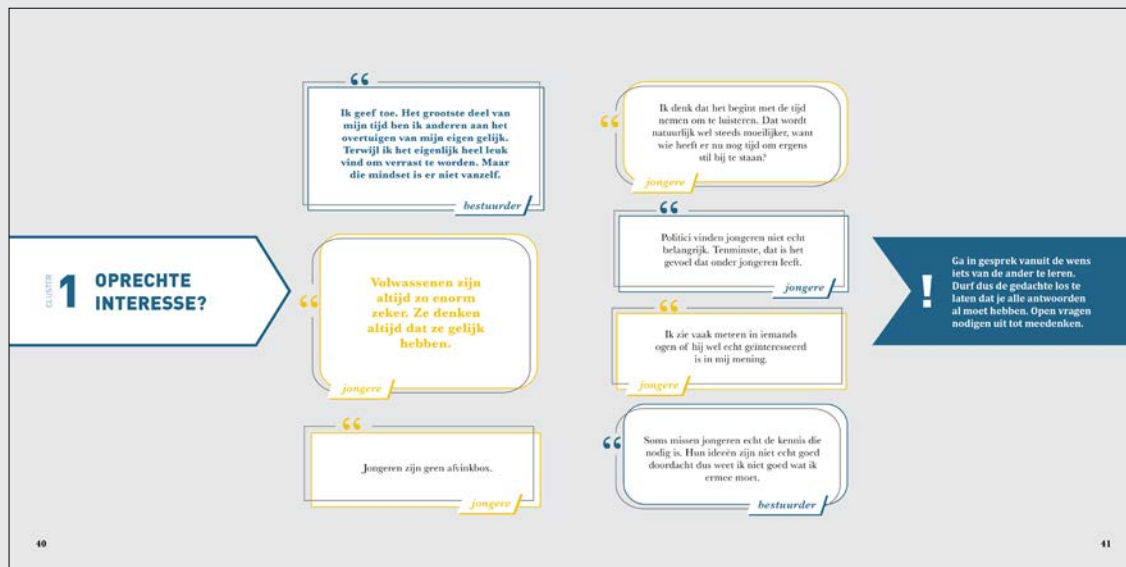 CLUSTER
1
OPRECHTE
INTERESSE?
“
Ik geef toe. Het grootste deel van
mijn tijd ben ik anderen aan het
overtuigen van mijn eigen gelijk.
Terwijl ik het eigenlijk heel leuk
vind om verrast te worden. Maar
die mindset is er niet vanzelf.
bestuurder
“
Volwassenen zijn
altijd zo enorm
zeker. Ze denken
altijd dat ze gelijk
hebben.
jongere
“
Jongeren zijn geen afvinkbox.
jongere
“
Ik denk dat het begint met de tijd
nemen om te luisteren. Dat wordt
natuurlijk wel steeds moeilijker, want
wie heeft er nu nog tijd om ergens
stil bij te staan?
jongere
“
Politici vinden jongeren niet echt
belangrijk. Tenminste, dat is het
gevoel dat onder jongeren leeft.
jongere
“
Ik zie vaak meteen in iemands
ogen of hij wel echt geïnteresseerd
is in mij mening.
jongere
“
Soms missen jongeren echt de kennis die
nodig is. Hun ideeën zijn niet echt goed
doordacht dus weet ik niet goed wat ik
ermee moet.
bestuurder
!
Ga in gesprek vanuit de wens
iets van de ander te leren.
Durf dus de gedachte los te
laten dat je alle antwoorden
al moet hebben. Open vragen
nodigen uit tot meedenken.
40
41